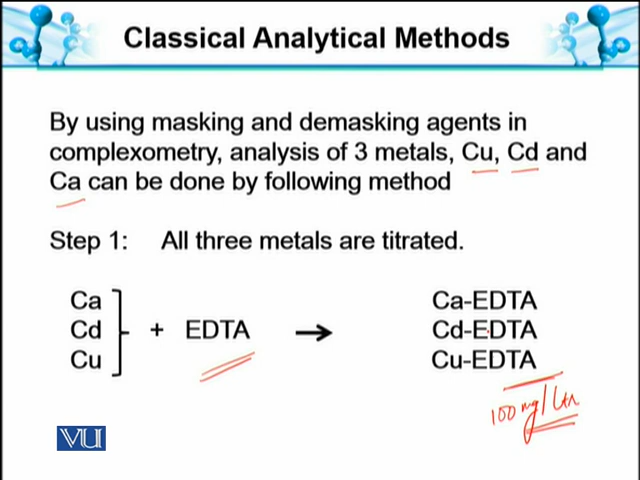 Classical Analytical Methods
By using masking and demasking agents in
complexometry, analysis of 3 metals, Cu, Cd and
Ca can be done by following method
Step 1: All three metals are titrated.
Ca Ca-EDTA
Cd + EDTA → Cd-EDTA
Cu Cu-EDTA
100 mg/
VU